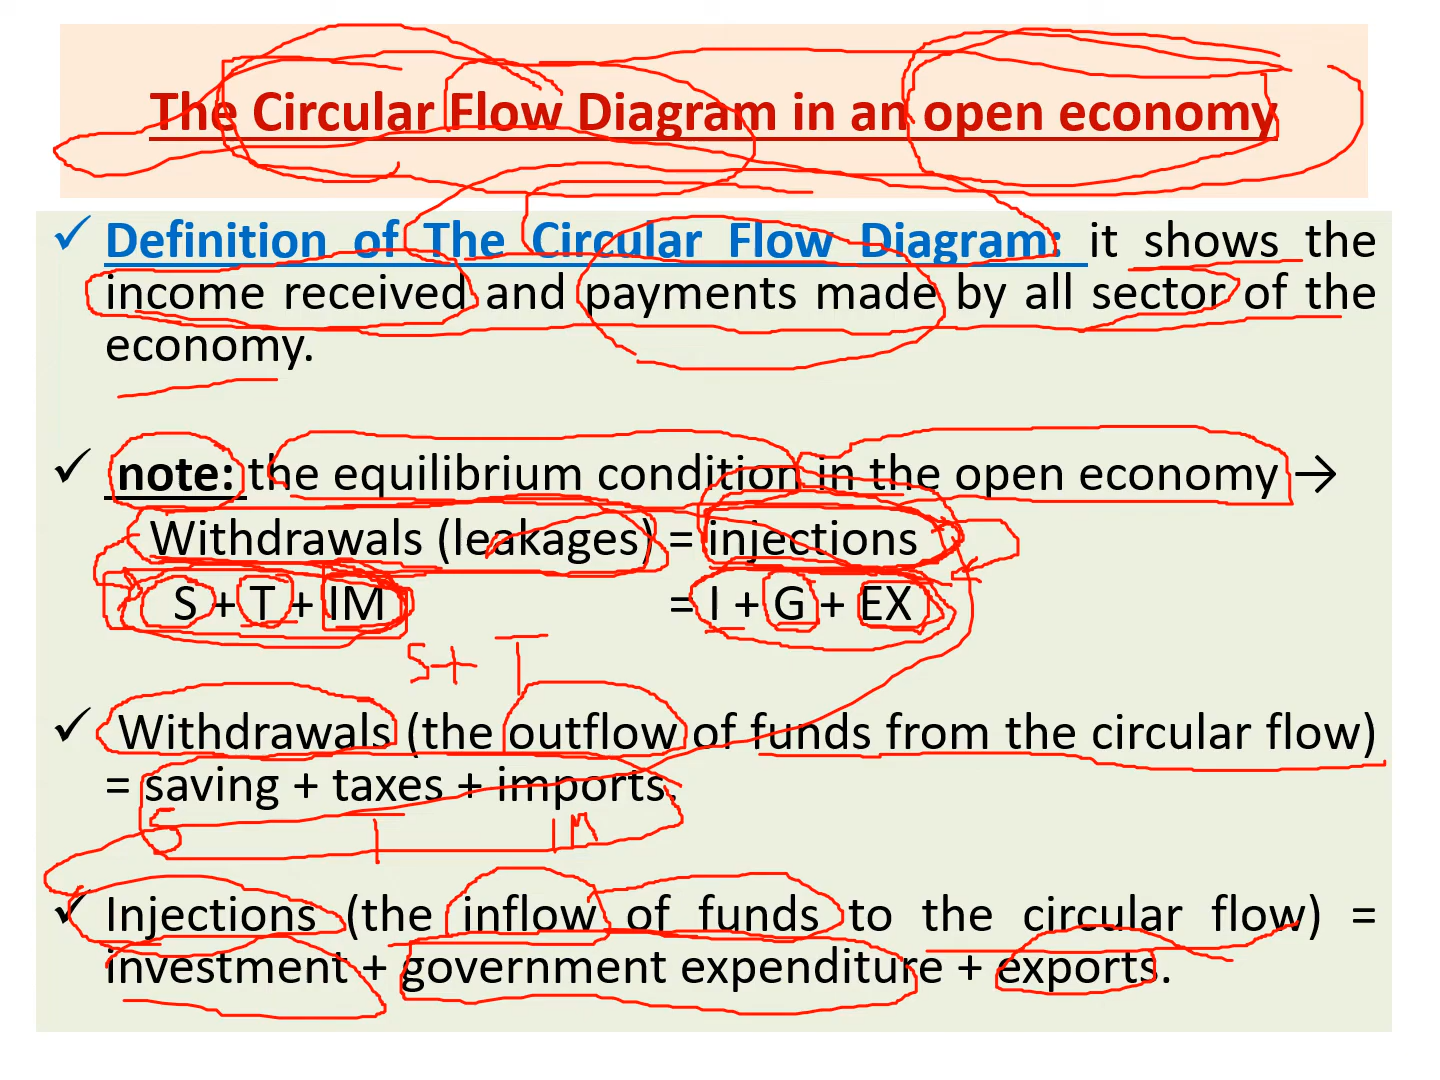 The Circular Flow Diagram in an open economy
✓ Definition of The Circular Flow Diagram: it shows the
income received and payments made by all sector of the
economy.
✓ note: the equilibrium condition in the open economy →
Withdrawals (leakages) = injections
S + T + IM = I + G + EX
S + T
✓ Withdrawals (the outflow of funds from the circular flow)
= saving + taxes + imports.
S T IM
✓ Injections (the inflow of funds to the circular flow) =
investment + government expenditure + exports.